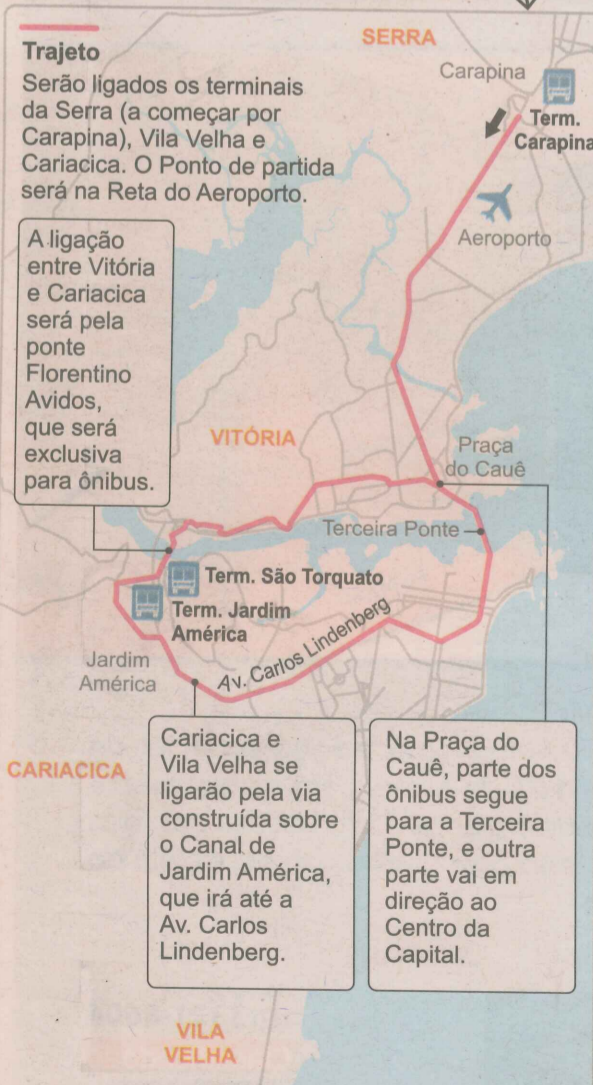 SERRA
Trajeto
Serão ligados os terminais
da Serra (a começar por
Carapina), Vila Velha e
Cariacica. O Ponto de partida
será na Reta do Aeroporto.
Carapina
Term.
Carapina
Aeroporto
A ligação
entre Vitória
e Cariacica
será pela
ponte
Florentino
Avidos,
que será
exclusiva
para ônibus.
VITÓRIA
Praça
do Cauê
Terceira Ponte
Term. São Torquato
Term. Jardim
América
Jardim
América
Av. Carlos Lindenberg
CARIACICA
Cariacica e
Vila Velha se
ligarão pela via
construída sobre
o Canal de
Jardim América,
que irá até a
Av. Carlos
Lindenberg.
Na Praça do
Cauê, parte dos
ônibus segue
para a Terceira
Ponte, e outra
parte vai em
direção ao
Centro da
Capital.
VILA
VELHA